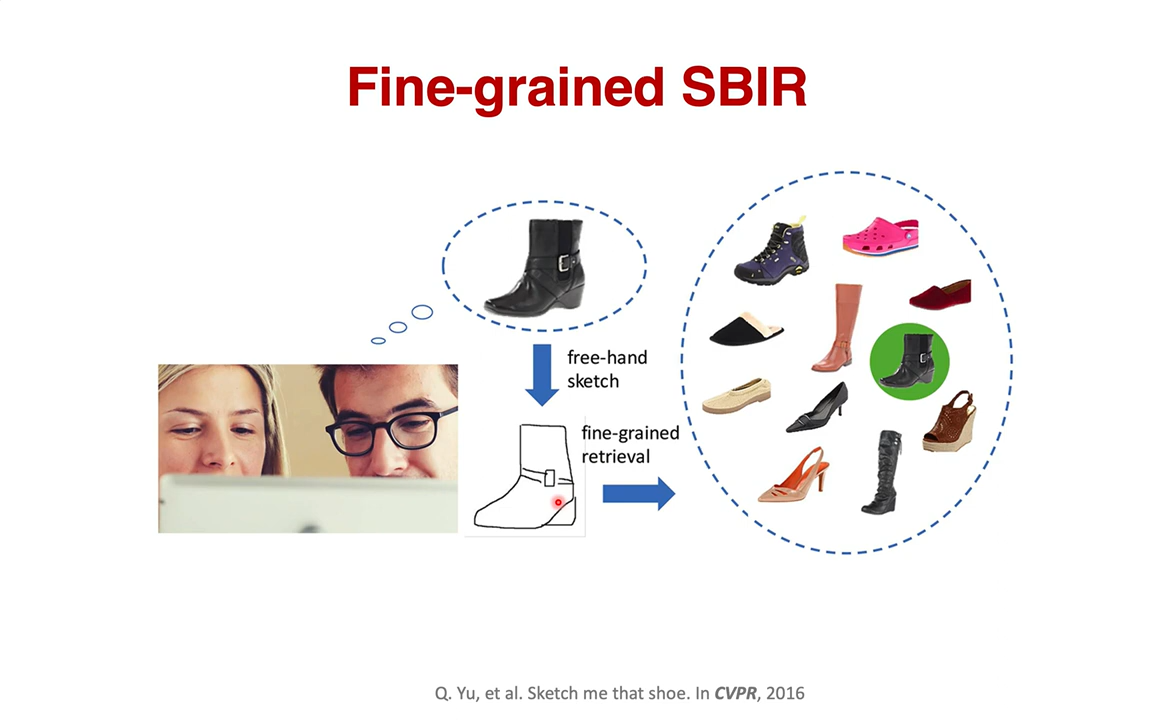 Fine-grained SBIR
free-hand
sketch
fine-grained
retrieval
Q. Yu, et al. Sketch me that shoe. In CVPR, 2016